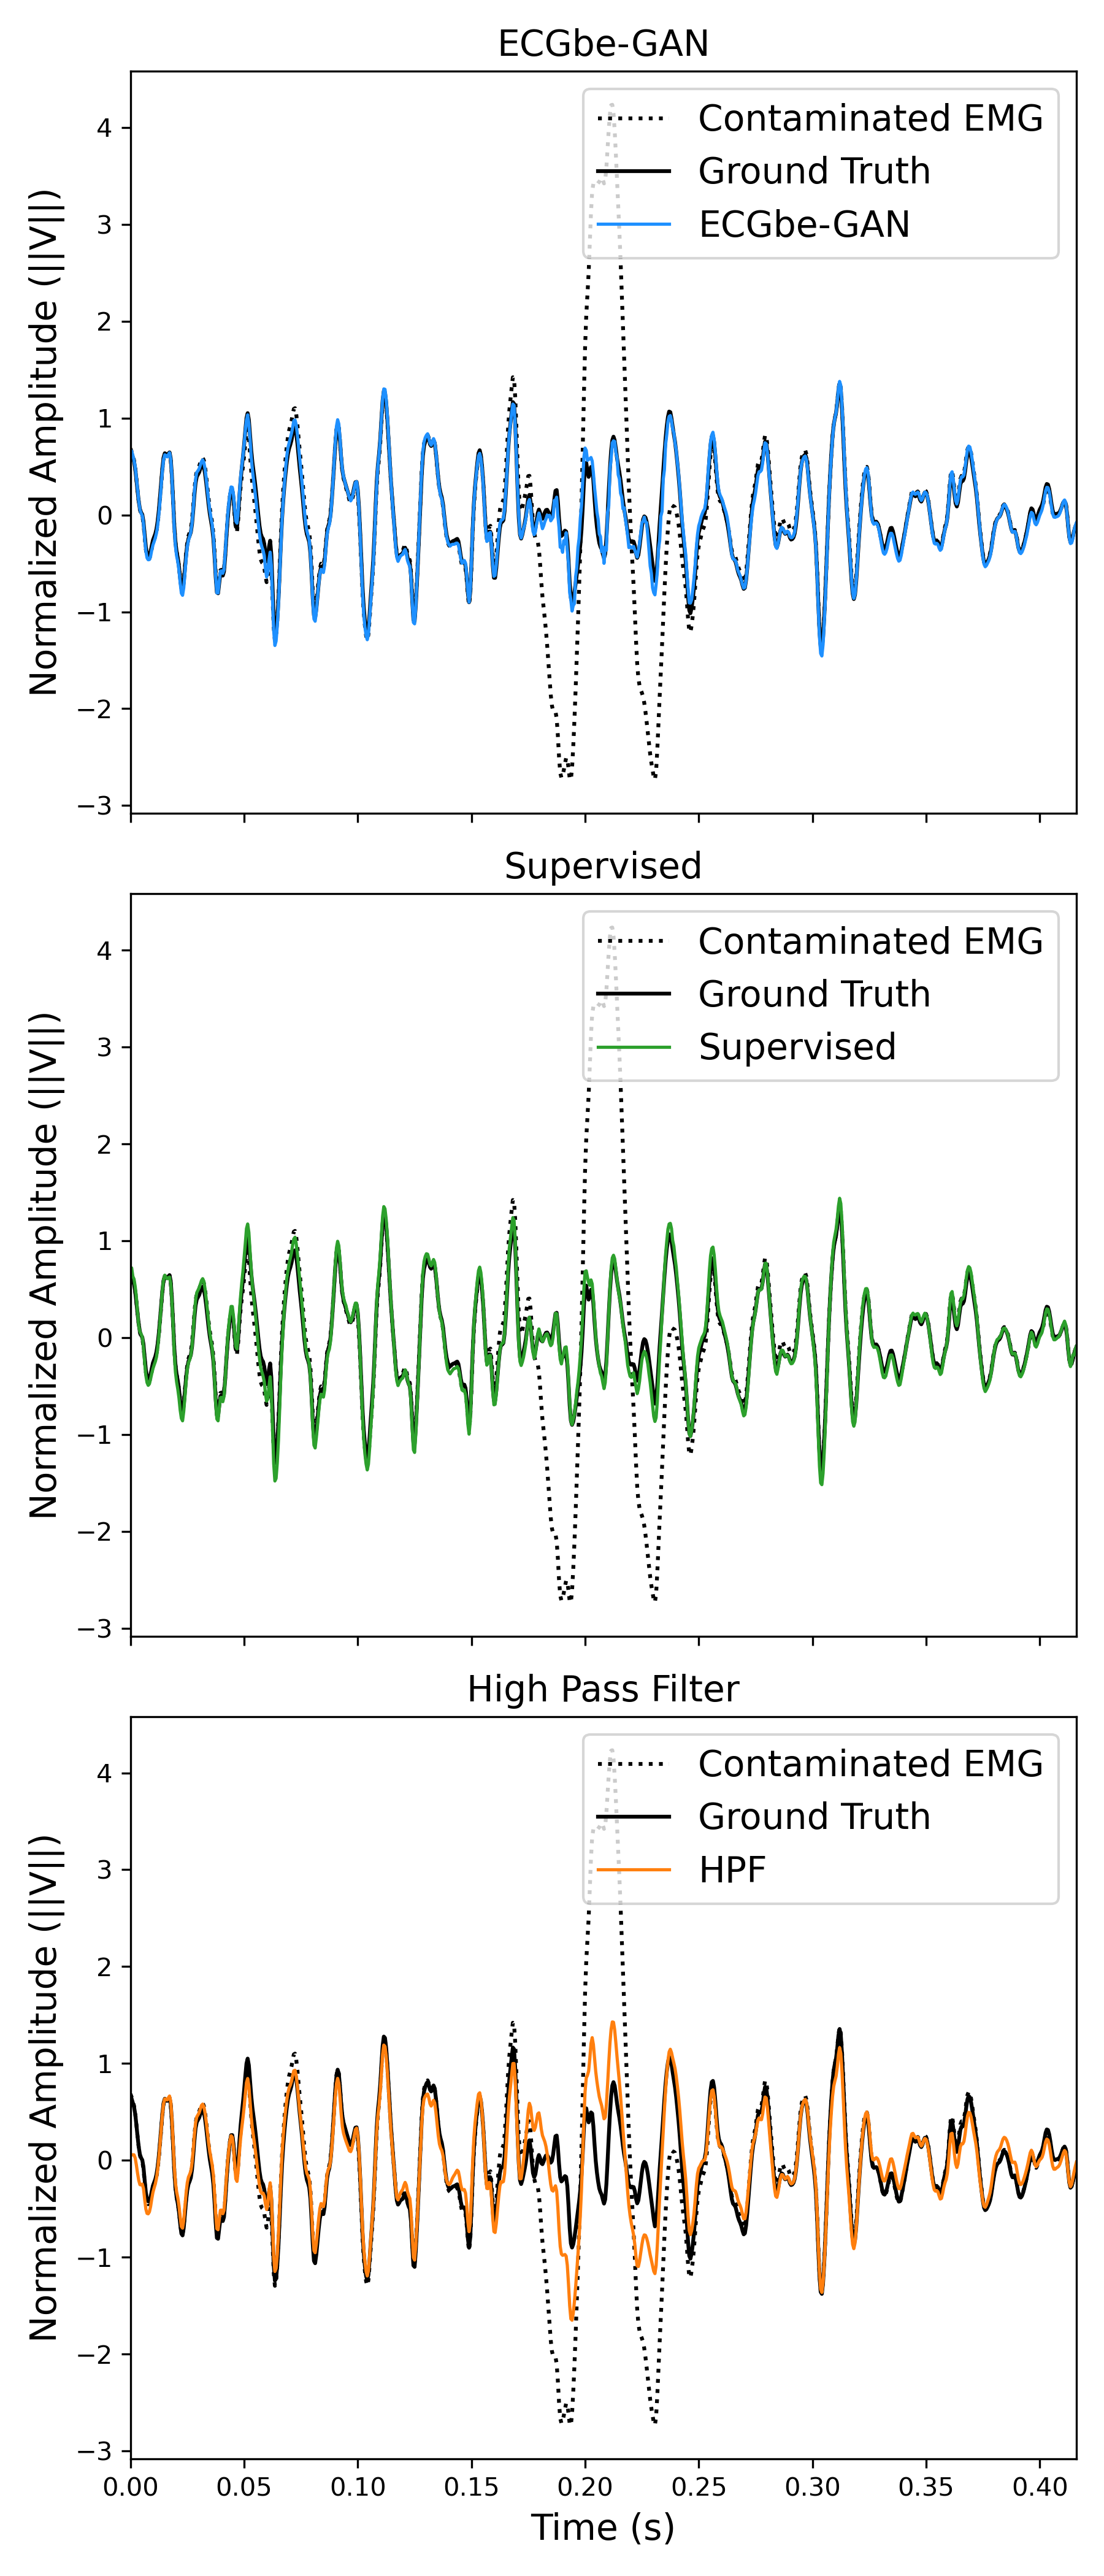 ECGbe-GAN
Normalized Amplitude (||V||)
4
3
2
1
0
−1
−2
−3
Contaminated EMG
Ground Truth
ECGbe-GAN
Supervised
Normalized Amplitude (||V||)
4
3
2
1
0
−1
−2
−3
Contaminated EMG
Ground Truth
Supervised
High Pass Filter
Normalized Amplitude (||V||)
4
3
2
1
0
−1
−2
−3
Contaminated EMG
Ground Truth
HPF
0.00 0.05 0.10 0.15 0.20 0.25 0.30 0.35 0.40
Time (s)